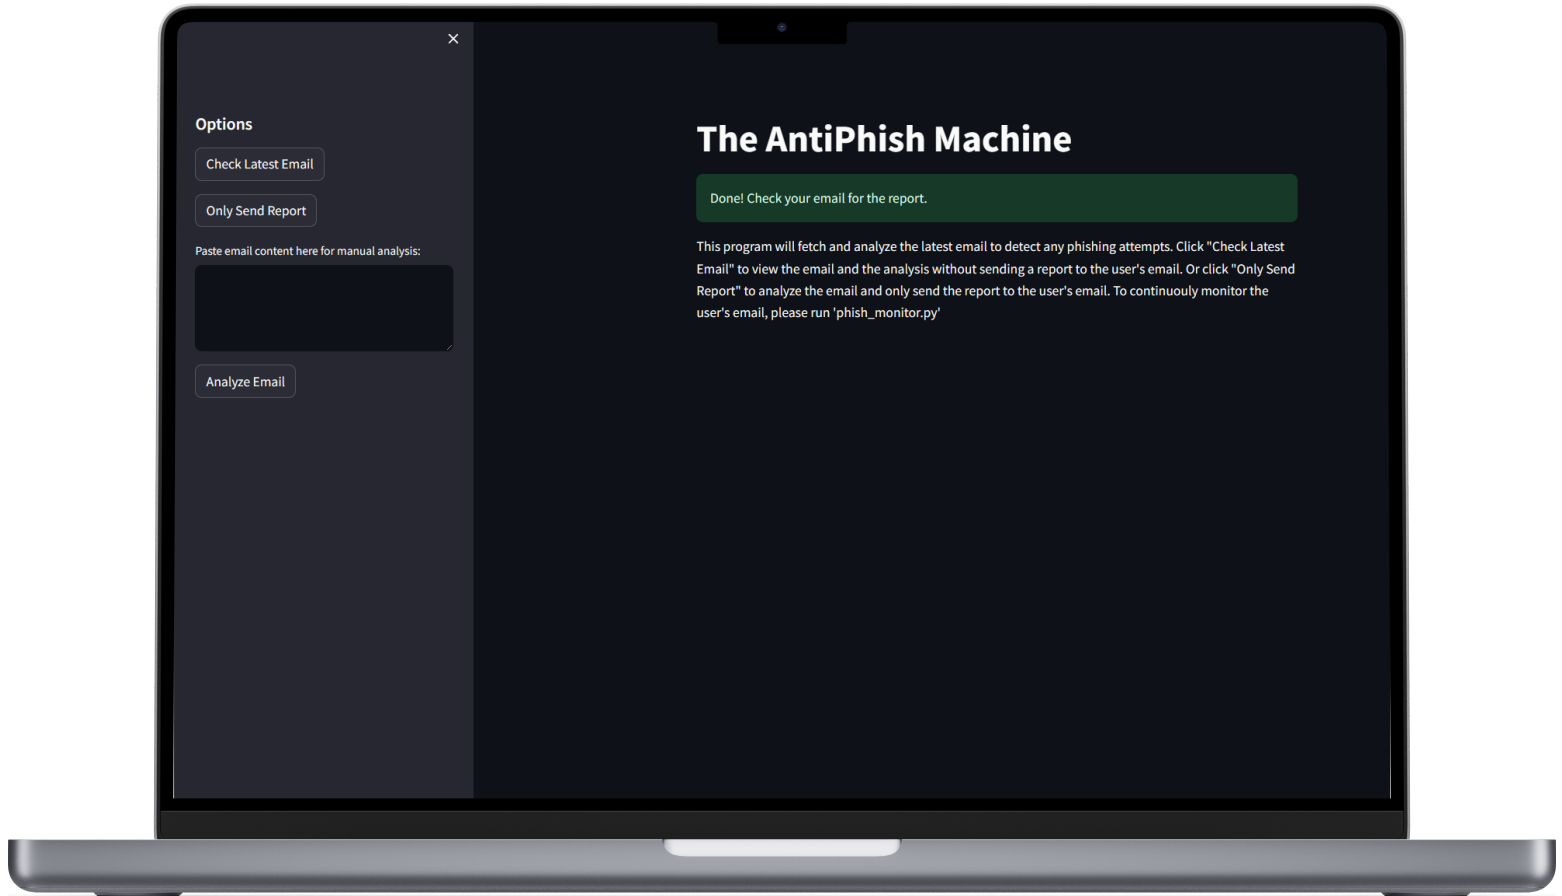 Options
Check Latest Email
Only Send Report
Paste email content here for manual analysis:
Analyze Email
The AntiPhish Machine
Done! Check your email for the report.
This program will fetch and analyze the latest email to detect any phishing attempts. Click "Check Latest
Email" to view the email and the analysis without sending a report to the user's email. Or click "Only Send
Report" to analyze the email and only send the report to the user's email. To continuouly monitor the
user's email, please run 'phish_monitor.py'